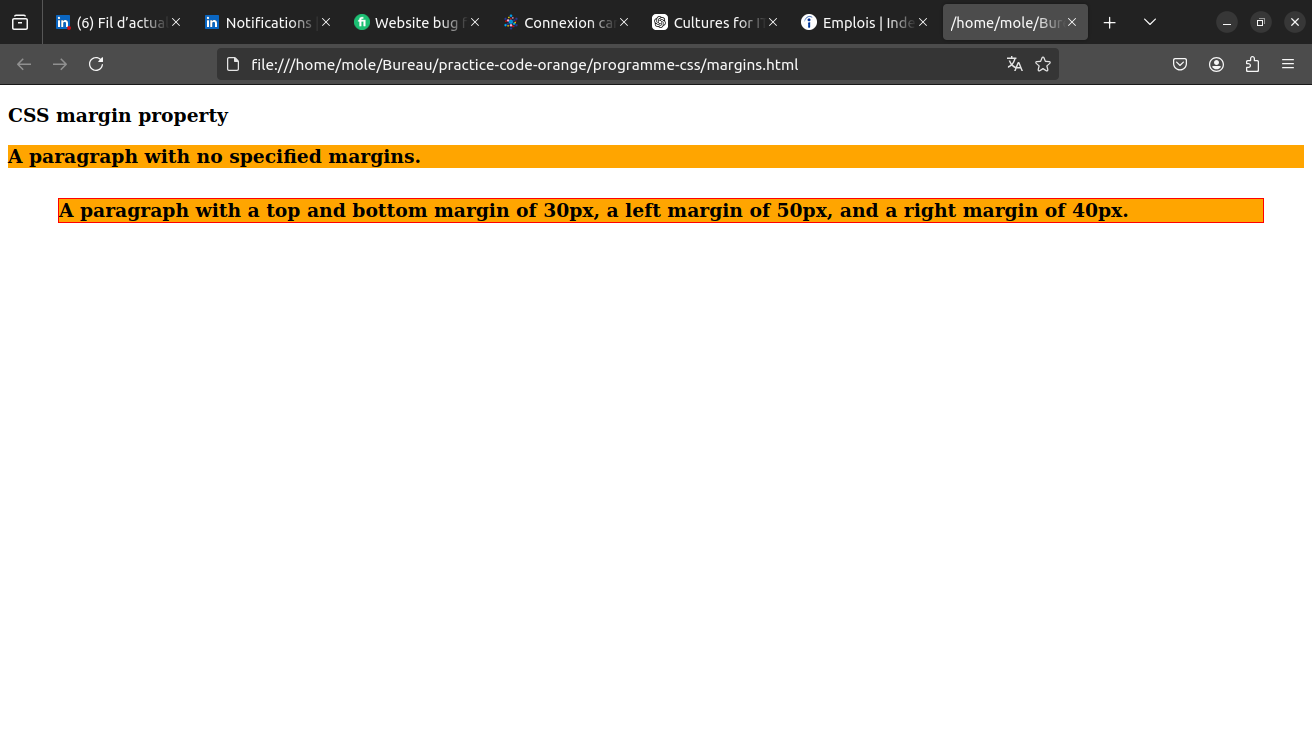 (6) Fil d'actua
Notifications
Website bug f
Connexion ca
Cultures for IT
Emplois | Inde
/home/mole/Bur
file:///home/mole/Bureau/practice-code-orange/programme-css/margins.html
CSS margin property
A paragraph with no specified margins.
A paragraph with a top and bottom margin of 30px, a left margin of 50px, and a right margin of 40px.